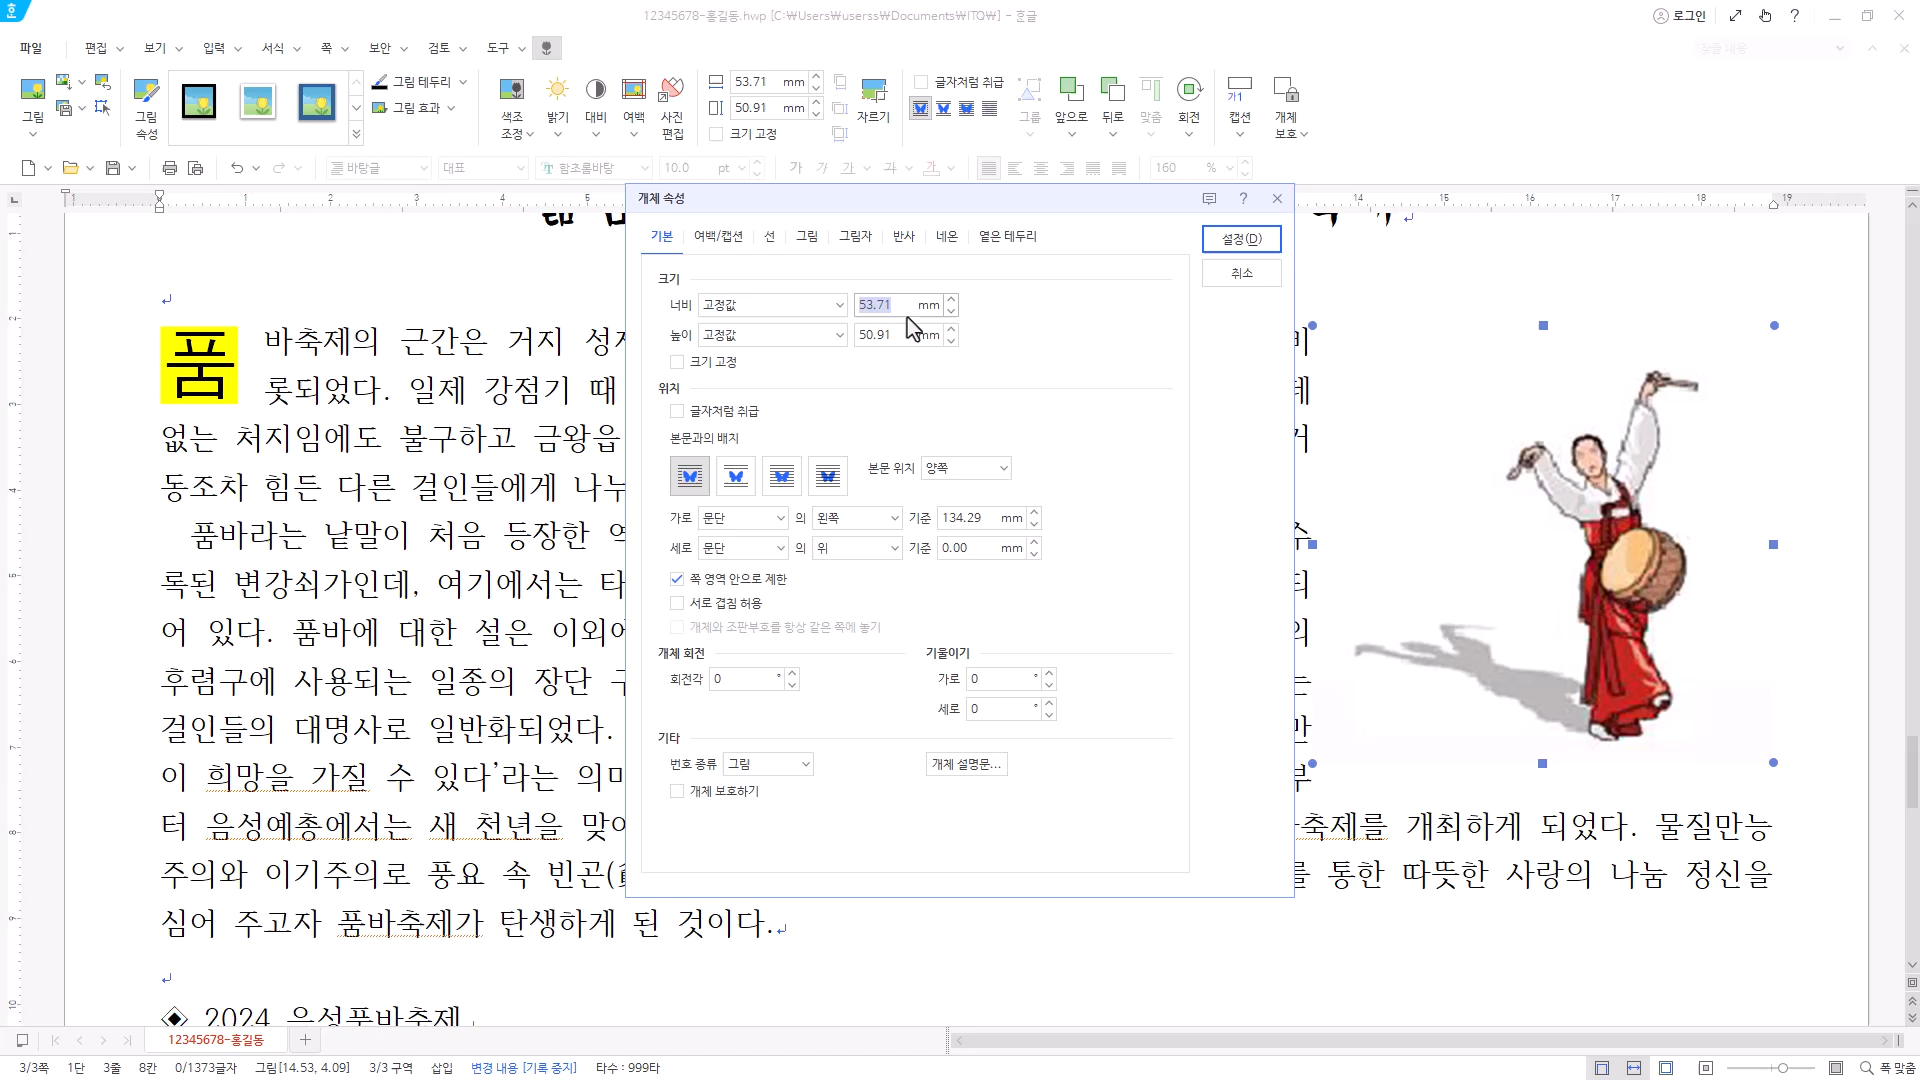 12345678-홍길동.hwp [C:￦Users￦userss￦Documents￦ITQ￦] - 한글
로그인
파일 편집 보기 입력 서식 쪽 보안 검토 도구
그림 그림 속성 그림 테두리 그림 효과 색조 조정 밝기 대비 여백 사진 편집
53.71 mm
50.91 mm
크기 고정
자르기 글자처럼 취급 그룹 앞으로 뒤로 맞춤 회전 가1 캡션 개체 보호
바탕글 대표 함초롬바탕 10.0 pt 가 가 가 과 가 160 %
개체 속성
기본 여백/캡션 선 그림 그림자 반사 네온 옅은 테두리
설정(D)
취소
크기
너비 고정값 53.71 mm
높이 고정값 50.91 mm
크기 고정
위치
글자처럼 취급
본문과의 배치
본문 위치 양쪽
가로 문단 의 왼쪽 기준 134.29 mm
세로 문단 의 위 기준 0.00 mm
쪽 영역 안으로 제한
서로 겹침 허용
개체와 조판부호를 항상 같은 쪽에 놓기
개체 회전 기울이기
회전각 0 ° 가로 0 °
세로 0 °
기타
번호 종류 그림 개체 설명문...
개체 보호하기
품
바축제의 근간은 거지 성
롯되었다. 일제 강점기 때
없는 처지임에도 불구하고 금왕읍
동조차 힘든 다른 걸인들에게 나누
품바라는 낱말이 처음 등장한
록된 변강쇠가인데, 여기에서는 타
어 있다. 품바에 대한 설은 이외에
후렴구에 사용되는 일종의 장단
걸인들의 대명사로 일반화되었다.
이 희망을 가질 수 있다’라는 의미
터 음성예총에서는 새 천년을 맞 축제를 개최하게 되었다. 물질만능
주의와 이기주의로 풍요 속 빈곤( 를 통한 따뜻한 사랑의 나눔 정신을
심어 주고자 품바축제가 탄생하게 된 것이다.
◈ 2024 음성품바축제
12345678-홍길동
3/3쪽 1단 3줄 8칸 0/1373글자 그림[14.53, 4.09] 3/3 구역 삽입 변경 내용 [기록 중지] 타수 : 999타 폭 맞춤